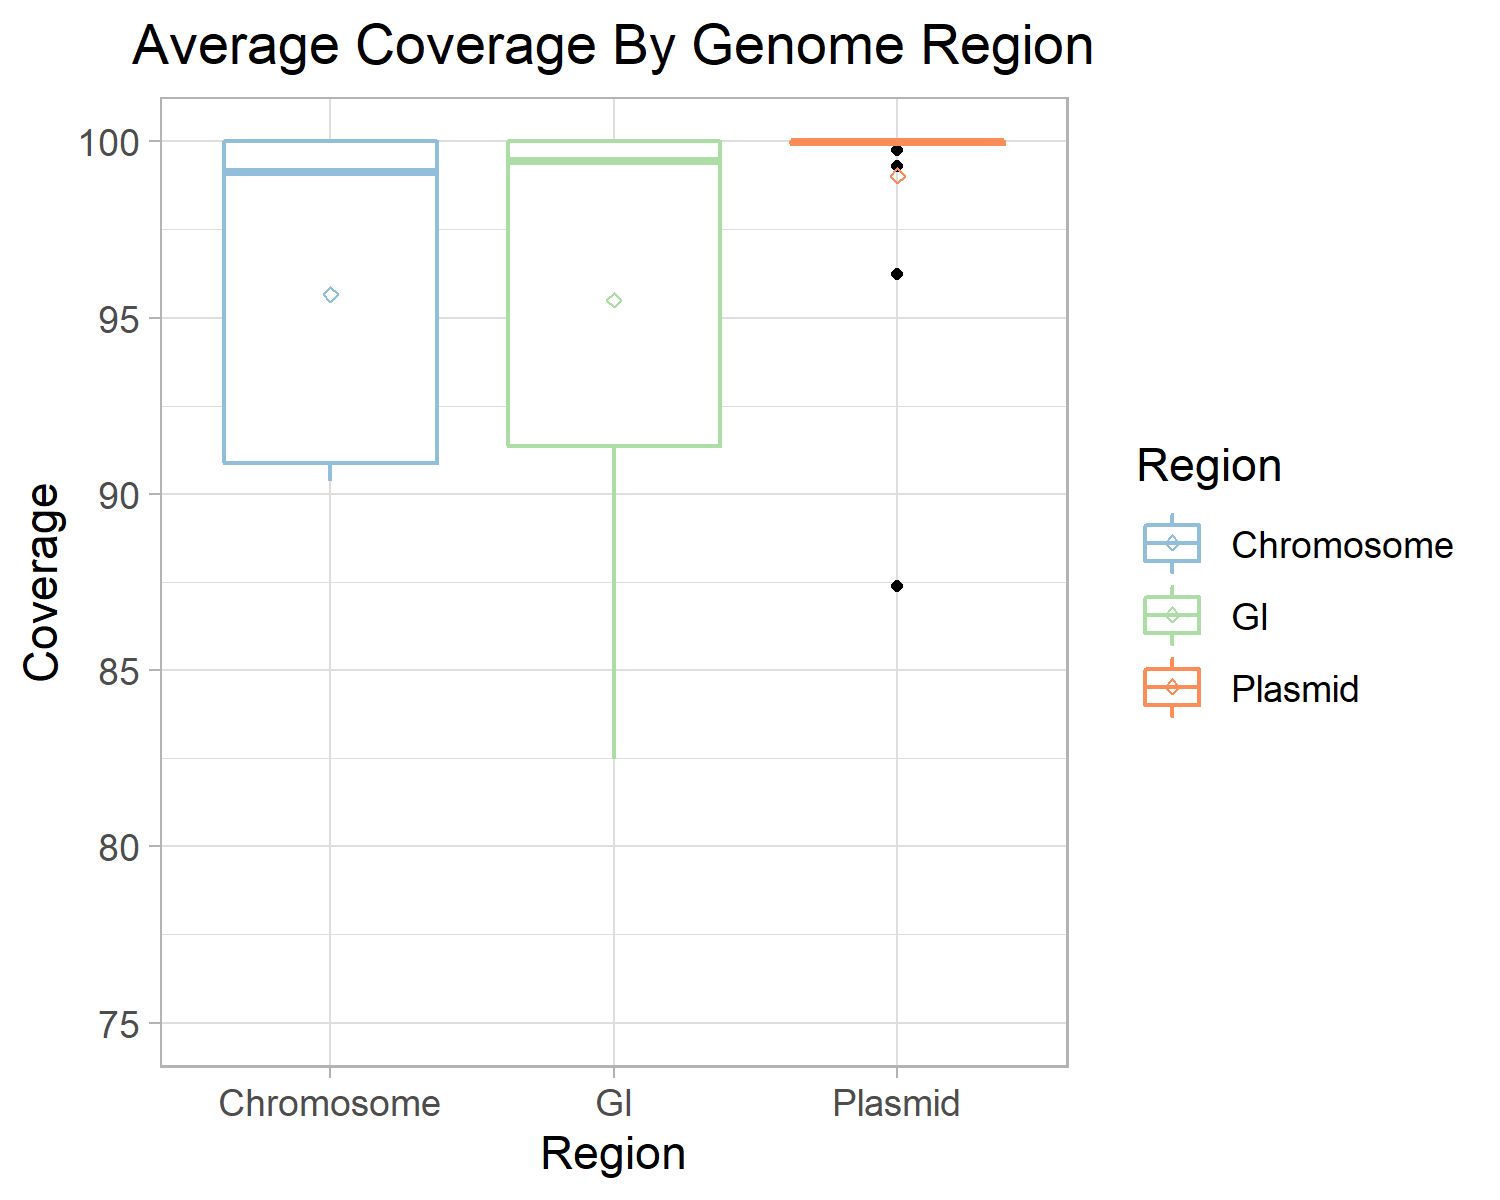 Average Coverage By Genome Region
100
95
90
85
80
75
Coverage
Chromosome GI Plasmid
Region
Region
Chromosome
GI
Plasmid